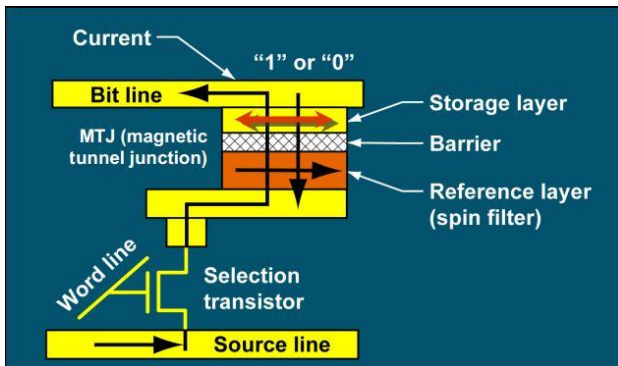 Current
“1” or “0”
Bit line
Storage layer
MTJ (magnetic
tunnel junction)
Barrier
Reference layer
(spin filter)
Word line
Selection
transistor
Source line